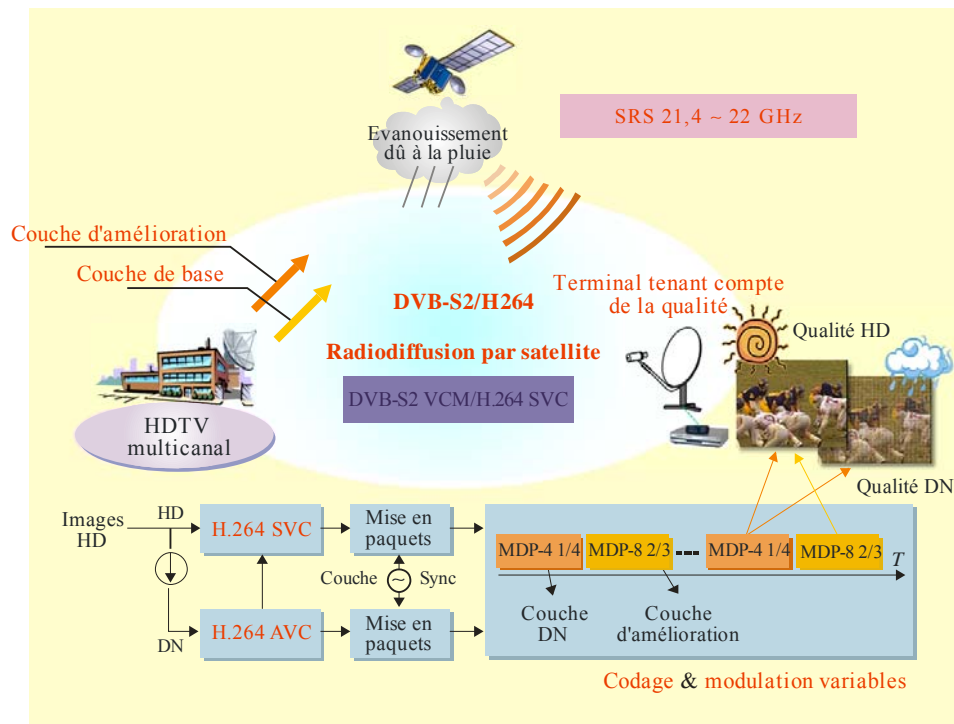 Evanouissement
dû à la pluie
SRS 21,4 ~ 22 GHz
Couche d'amélioration
Couche de base
DVB-S2/H264
Radiodiffusion par satellite
DVB-S2 VCM/H.264 SVC
Terminal tenant compte
de la qualité
Qualité HD
HDTV
multicanal
Qualité DN
Images
HD
HD
H.264 SVC
Mise en
paquets
MDP-4 1/4
MDP-8 2/3
MDP-4 1/4
MDP-8 2/3
T
Couche
Sync
Couche
DN
Couche
d'amélioration
DN
H.264 AVC
Mise en
paquets
Codage & modulation variables